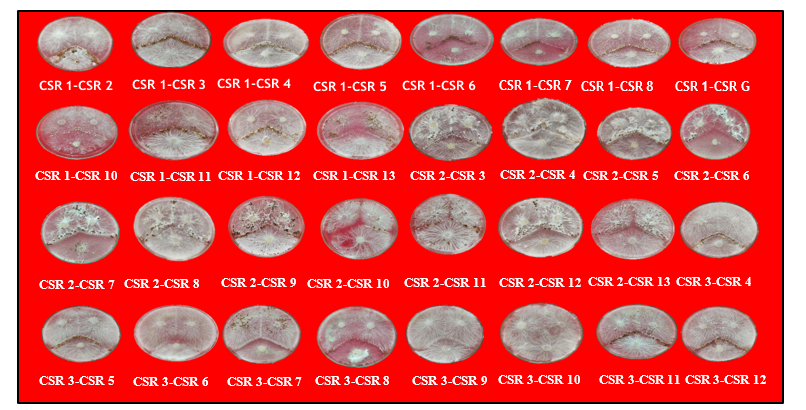 CSR 1-CSR 2 CSR 1-CSR 3 CSR 1-CSR 4 CSR 1-CSR 5 CSR 1-CSR 6 CSR 1-CSR 7 CSR 1-CSR 8 CSR 1-CSR G
CSR 1-CSR 10 CSR 1-CSR 11 CSR 1-CSR 12 CSR 1-CSR 13 CSR 2-CSR 3 CSR 2-CSR 4 CSR 2-CSR 5 CSR 2-CSR 6
CSR 2-CSR 7 CSR 2-CSR 8 CSR 2-CSR 9 CSR 2-CSR 10 CSR 2-CSR 11 CSR 2-CSR 12 CSR 2-CSR 13 CSR 3-CSR 4
CSR 3-CSR 5 CSR 3-CSR 6 CSR 3-CSR 7 CSR 3-CSR 8 CSR 3-CSR 9 CSR 3-CSR 10 CSR 3-CSR 11 CSR 3-CSR 12